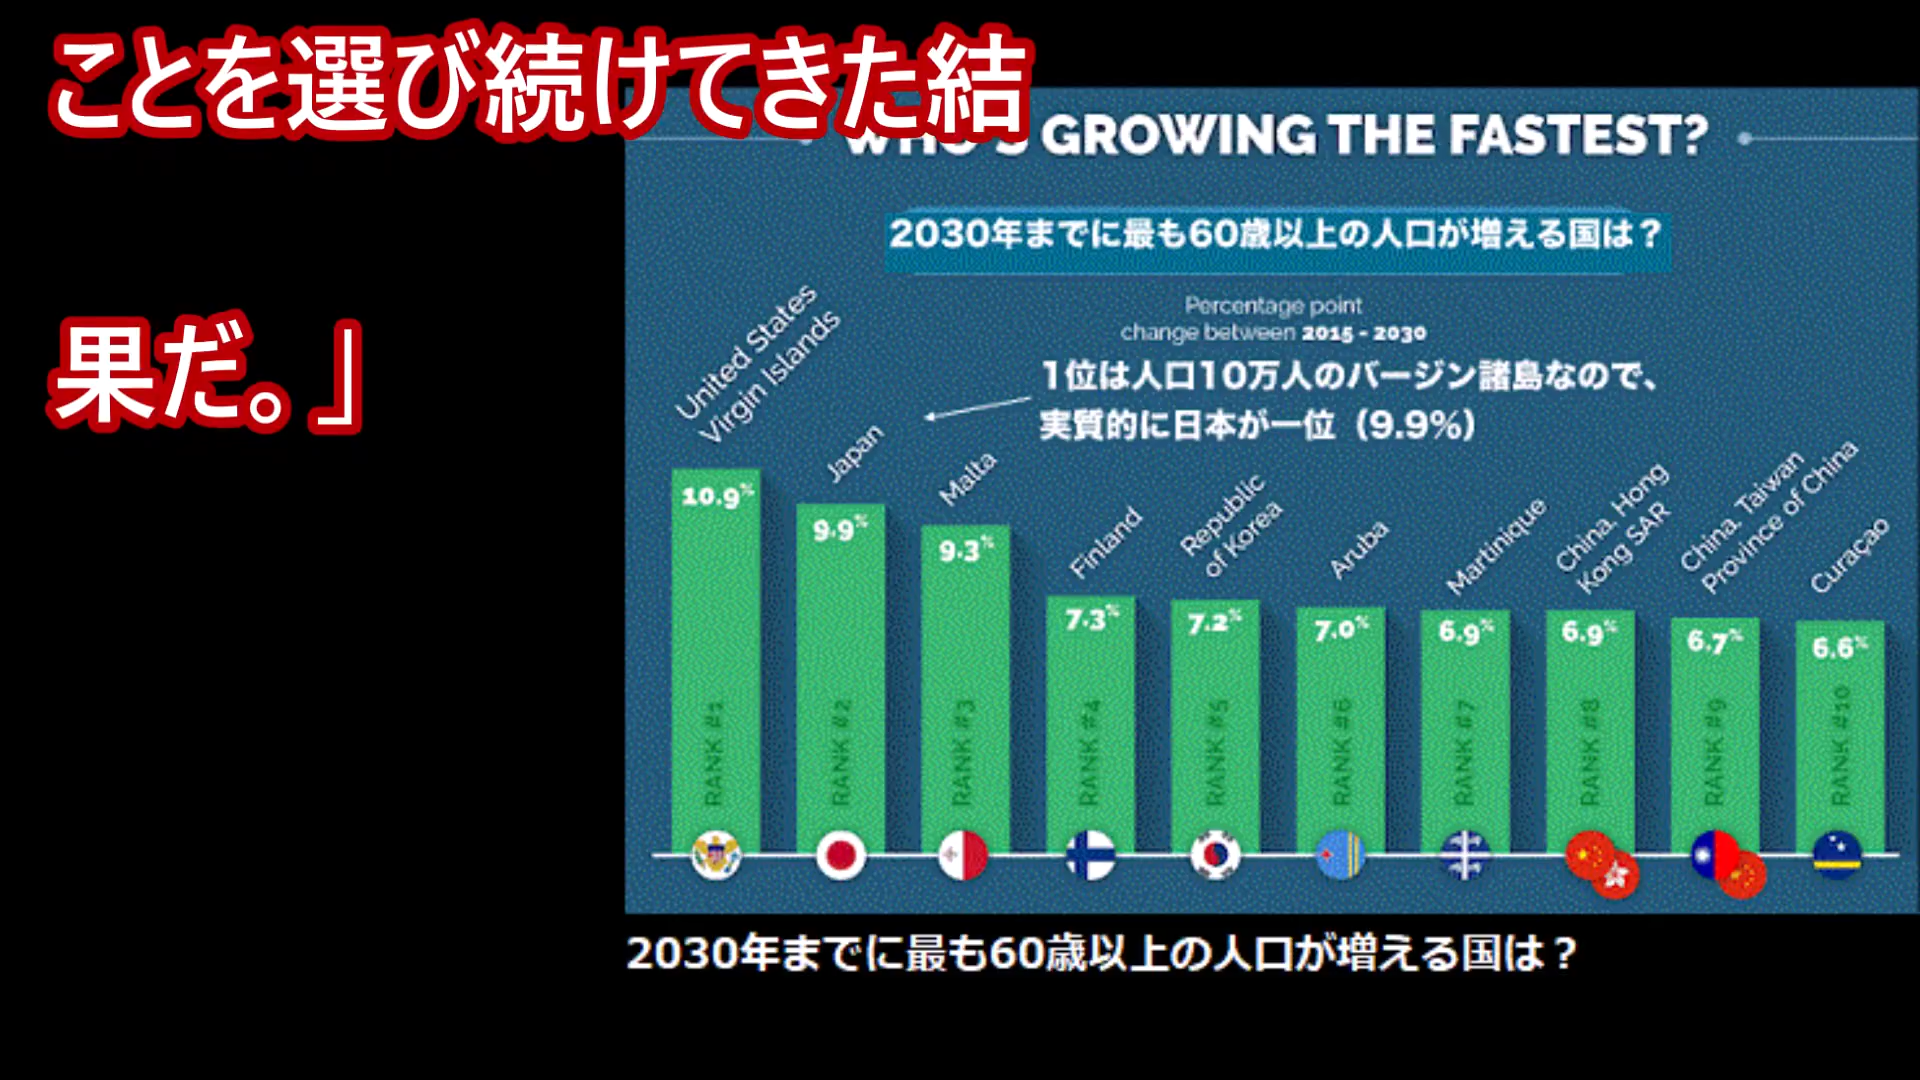 ことを選び続けてきた結
果だ。」
WHO'S GROWING THE FASTEST?
2030年までに最も60歳以上の人口が増える国は？
Percentage point
change between 2015 - 2030
1位は人口10万人のバージン諸島なので、
実質的に日本が一位（9.9%）
United States
Virgin Islands
Japan
Malta
Finland
Republic
of Korea
Aruba
Martinique
China, Hong
Kong SAR
China, Taiwan
Province of China
Curaçao
10.9%
9.9%
9.3%
7.3%
7.2%
7.0%
6.9%
6.9%
6.7%
6.6%
RANK #1
RANK #2
RANK #3
RANK #4
RANK #5
RANK #6
RANK #7
RANK #8
RANK #9
RANK #10
2030年までに最も60歳以上の人口が増える国は？